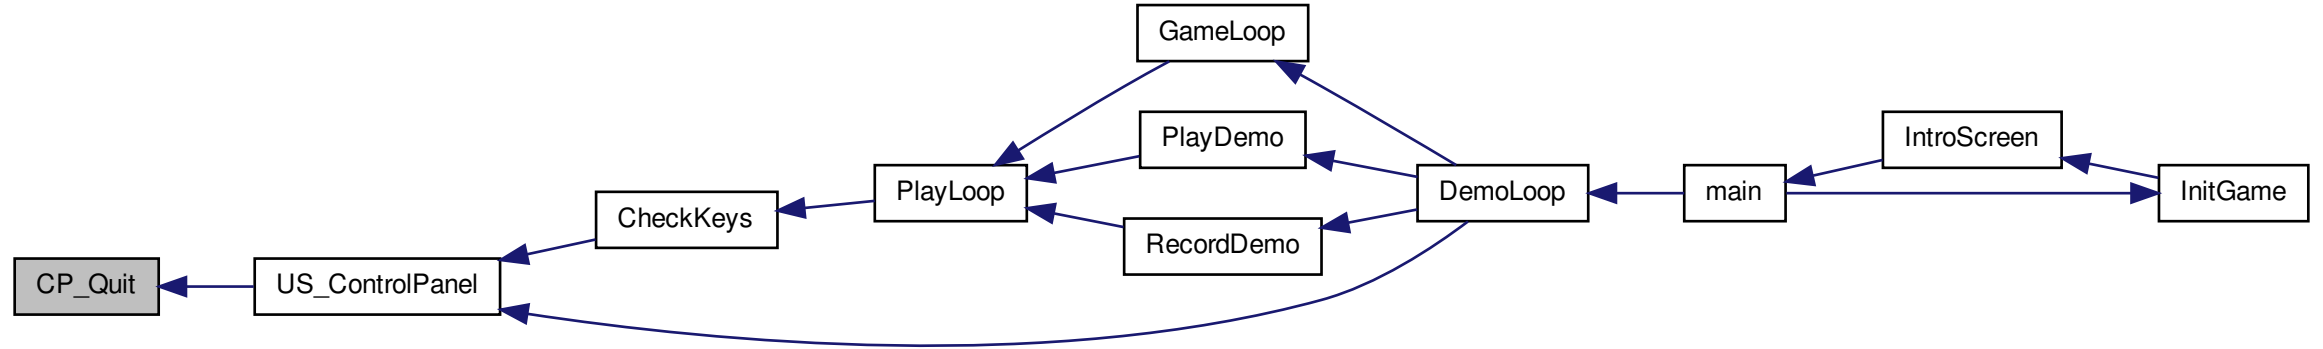 GameLoop
PlayDemo
IntroScreen
PlayLoop
DemoLoop
main
InitGame
CheckKeys
RecordDemo
CP_Quit
US_ControlPanel